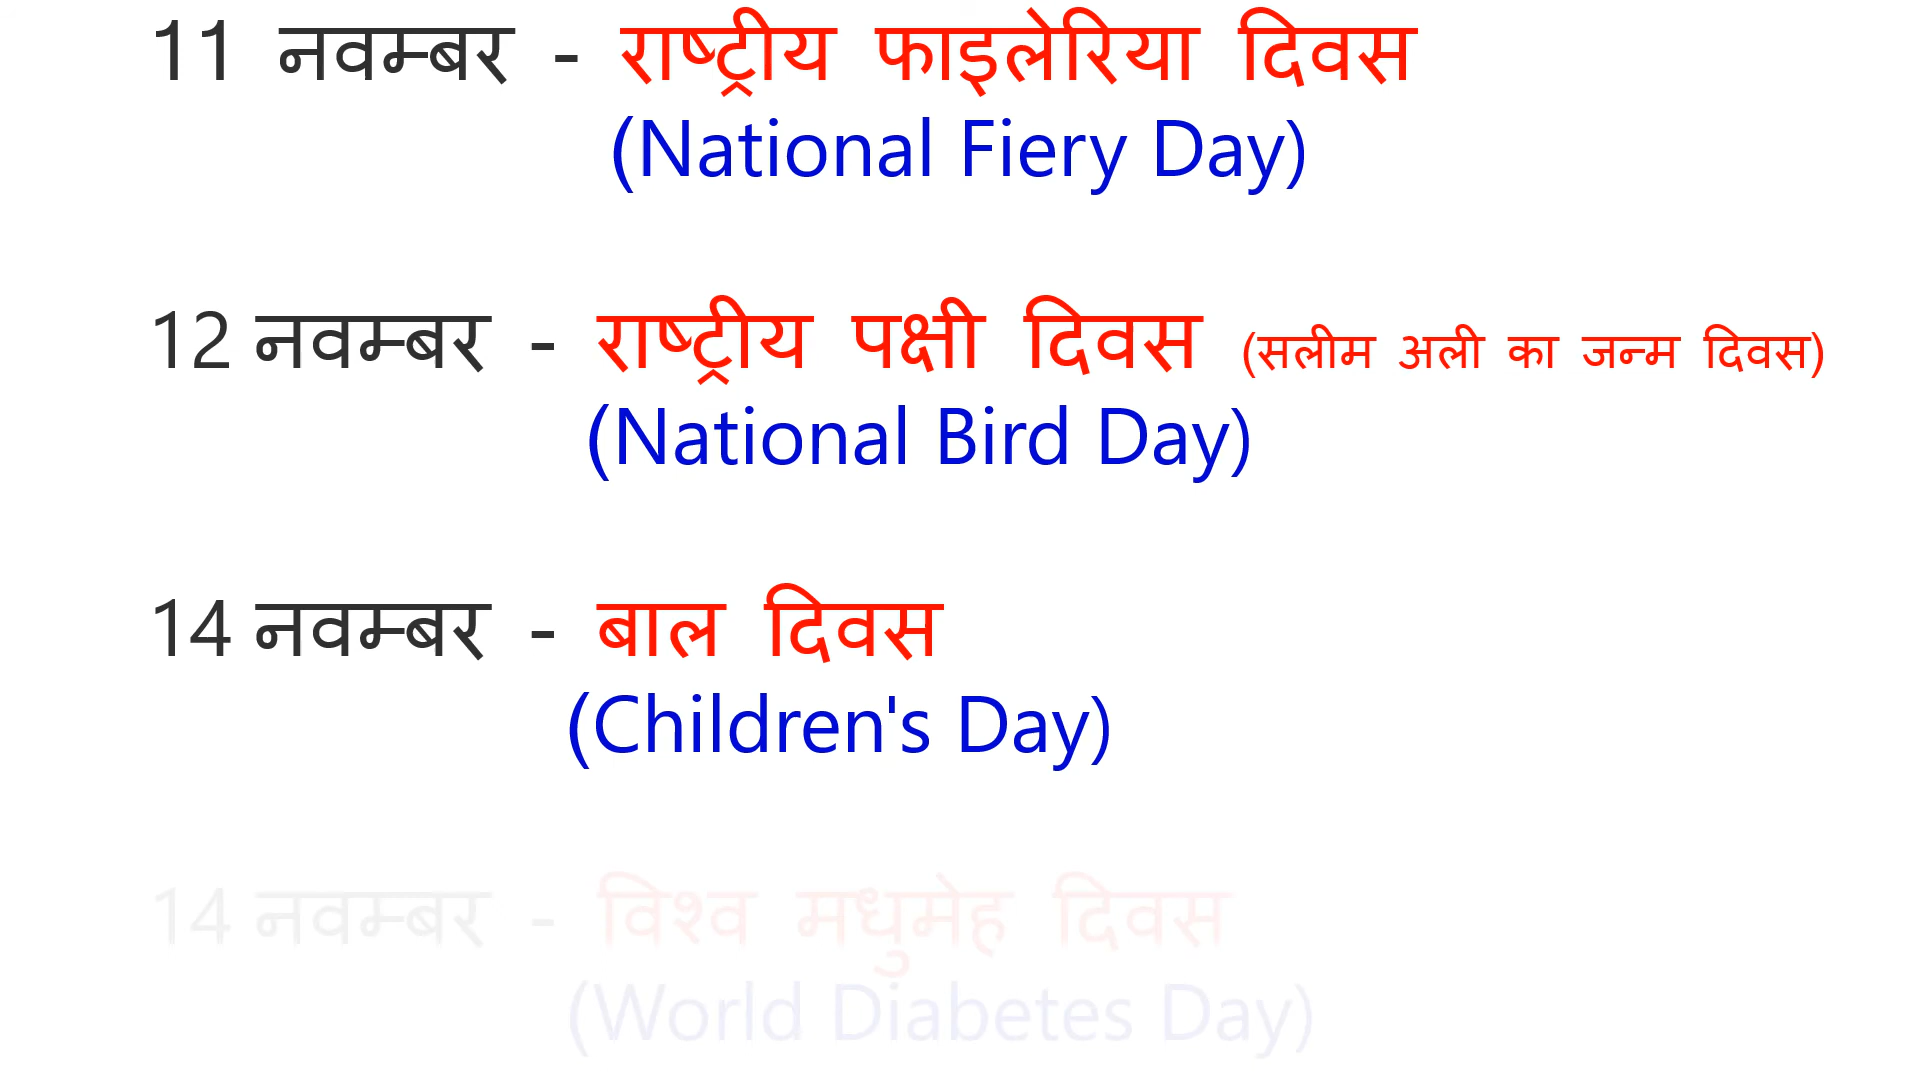 11 नवम्बर - राष्ट्रीय फाइलेरिया दिवस
(National Fiery Day)
12 नवम्बर - राष्ट्रीय पक्षी दिवस (सलीम अली का जन्म दिवस)
(National Bird Day)
14 नवम्बर - बाल दिवस
(Children's Day)
14 नवम्बर - विश्व मधुमेह दिवस
(World Diabetes Day)